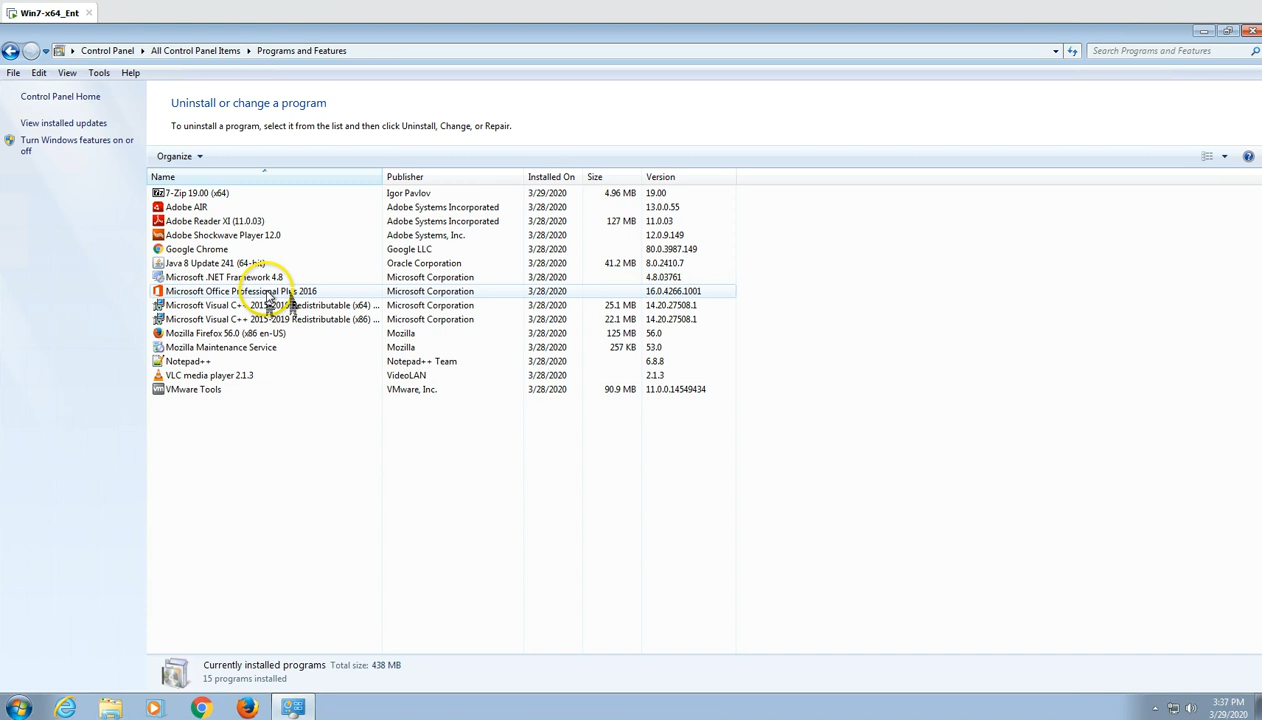 Win7-x64_Ent
Control Panel All Control Panel Items Programs and Features
Search Programs and Features
File Edit View Tools Help
Control Panel Home
View installed updates
Turn Windows features on or
off
Uninstall or change a program
To uninstall a program, select it from the list and then click Uninstall, Change, or Repair.
Organize
Name Publisher Installed On Size Version
7-Zip 19.00 (x64) Igor Pavlov 3/29/2020 4.96 MB 19.00
Adobe AIR Adobe Systems Incorporated 3/28/2020 13.0.0.55
Adobe Reader XI (11.0.03) Adobe Systems Incorporated 3/28/2020 127 MB 11.0.03
Adobe Shockwave Player 12.0 Adobe Systems, Inc. 3/28/2020 12.0.9.149
Google Chrome Google LLC 3/28/2020 80.0.3987.149
Java 8 Update 241 (64-bit) Oracle Corporation 3/28/2020 41.2 MB 8.0.2410.7
Microsoft .NET Framework 4.8 Microsoft Corporation 3/28/2020 4.8.03761
Microsoft Office Professional Plus 2016 Microsoft Corporation 3/28/2020 16.0.4266.1001
Microsoft Visual C++ 2015-2019 Redistributable (x64) ... Microsoft Corporation 3/28/2020 25.1 MB 14.20.27508.1
Microsoft Visual C++ 2015-2019 Redistributable (x86) ... Microsoft Corporation 3/28/2020 22.1 MB 14.20.27508.1
Mozilla Firefox 56.0 (x86 en-US) Mozilla 3/28/2020 125 MB 56.0
Mozilla Maintenance Service Mozilla 3/28/2020 257 KB 53.0
Notepad++ Notepad++ Team 3/28/2020 6.8.8
VLC media player 2.1.3 VideoLAN 3/28/2020 2.1.3
VMware Tools VMware, Inc. 3/28/2020 90.9 MB 11.0.0.14549434
Currently installed programs Total size: 438 MB
15 programs installed
3:37 PM
3/29/2020